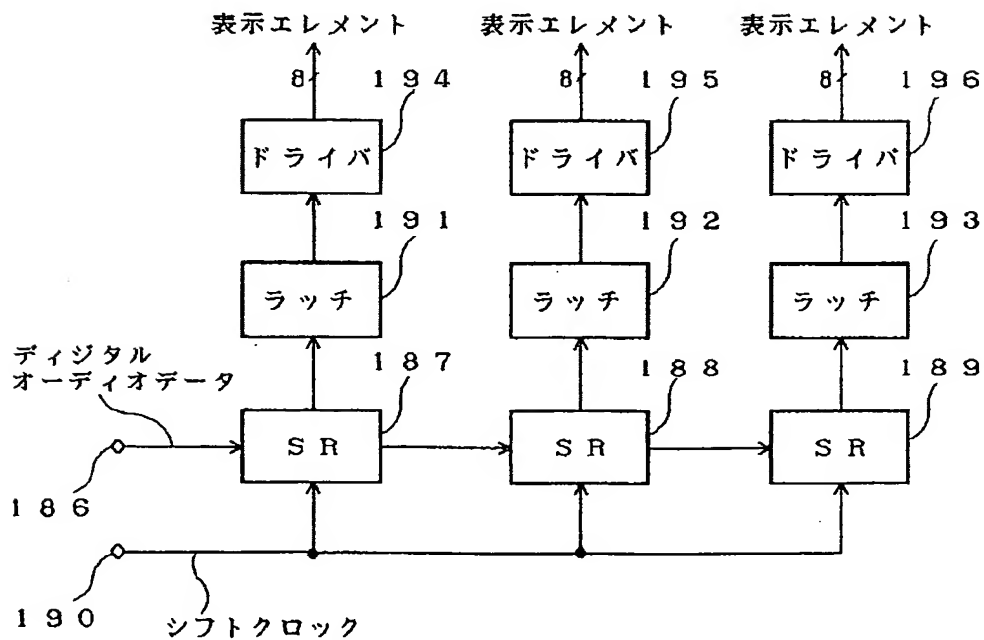 表示エレメント 表示エレメント 表示エレメント
8 194 8 195 8 196
ドライバ ドライバ ドライバ
191 192 193
ラッチ ラッチ ラッチ
ディジタル
オーディオデータ
187 188 189
SR SR SR
186
190
シフトクロック